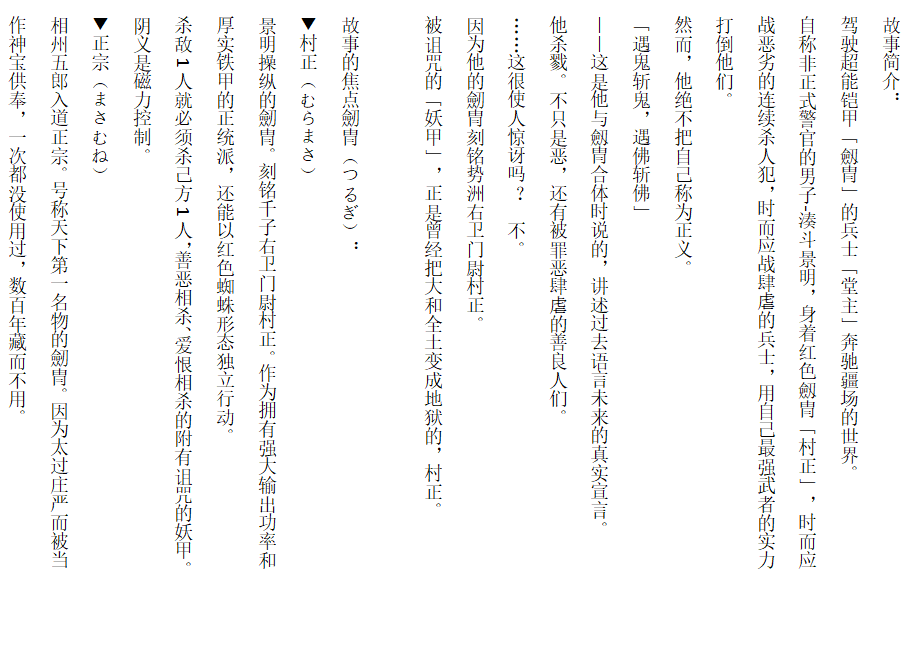 故事简介：
驾驶超能铠甲「劔胄」的兵士「堂主」奔驰疆场的世界。
自称非正式警官的男子-湊斗景明，身着红色劔胄「村正」，时而应
战恶劣的连续杀人犯，时而应战肆虐的兵士，用自己最强武者的实力
打倒他们。
然而，他绝不把自己称为正义。
「遇鬼斩鬼，遇佛斩佛」
——这是他与劔胄合体时说的，讲述过去语言未来的真实宣言。
他杀戮。不只是恶，还有被罪恶肆虐的善良人们。
……这很使人惊讶吗？　不。
因为他的劔胄刻铭势洲右卫门尉村正。
被诅咒的「妖甲」，正是曾经把大和全土变成地狱的，村正。
故事的焦点劔胄（つるぎ）：
▼村正（むらまさ）
景明操纵的劔胄。刻铭千子右卫门尉村正。作为拥有强大输出功率和
厚实铁甲的正统派，还能以红色蜘蛛形态独立行动。
杀敌1人就必须杀己方1人，善恶相杀、爱恨相杀的附有诅咒的妖甲。
阴义是磁力控制。
▼正宗（まさむね）
相州五郎入道正宗。号称天下第一名物的劔胄。因为太过庄严而被当
作神宝供奉，一次都没使用过，数百年藏而不用。